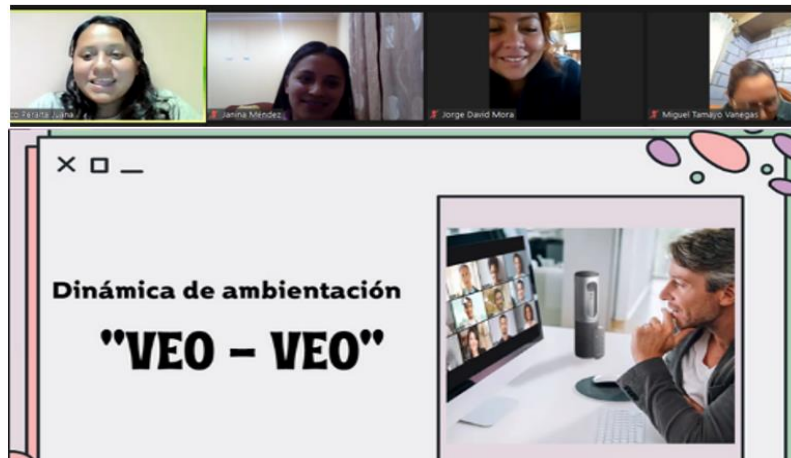 Peralta Juana
Janina Méndez
Jorge David Mora
Miguel Tamayo Vanegas
Dinámica de ambientación
"VEO – VEO"